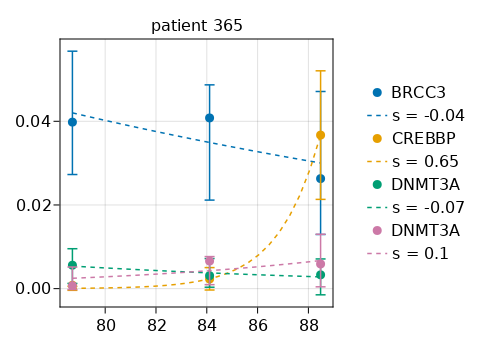 patient 365
0.04
0.02
0.00
80 82 84 86 88
BRCC3
s = -0.04
CREBBP
s = 0.65
DNMT3A
s = -0.07
DNMT3A
s = 0.1